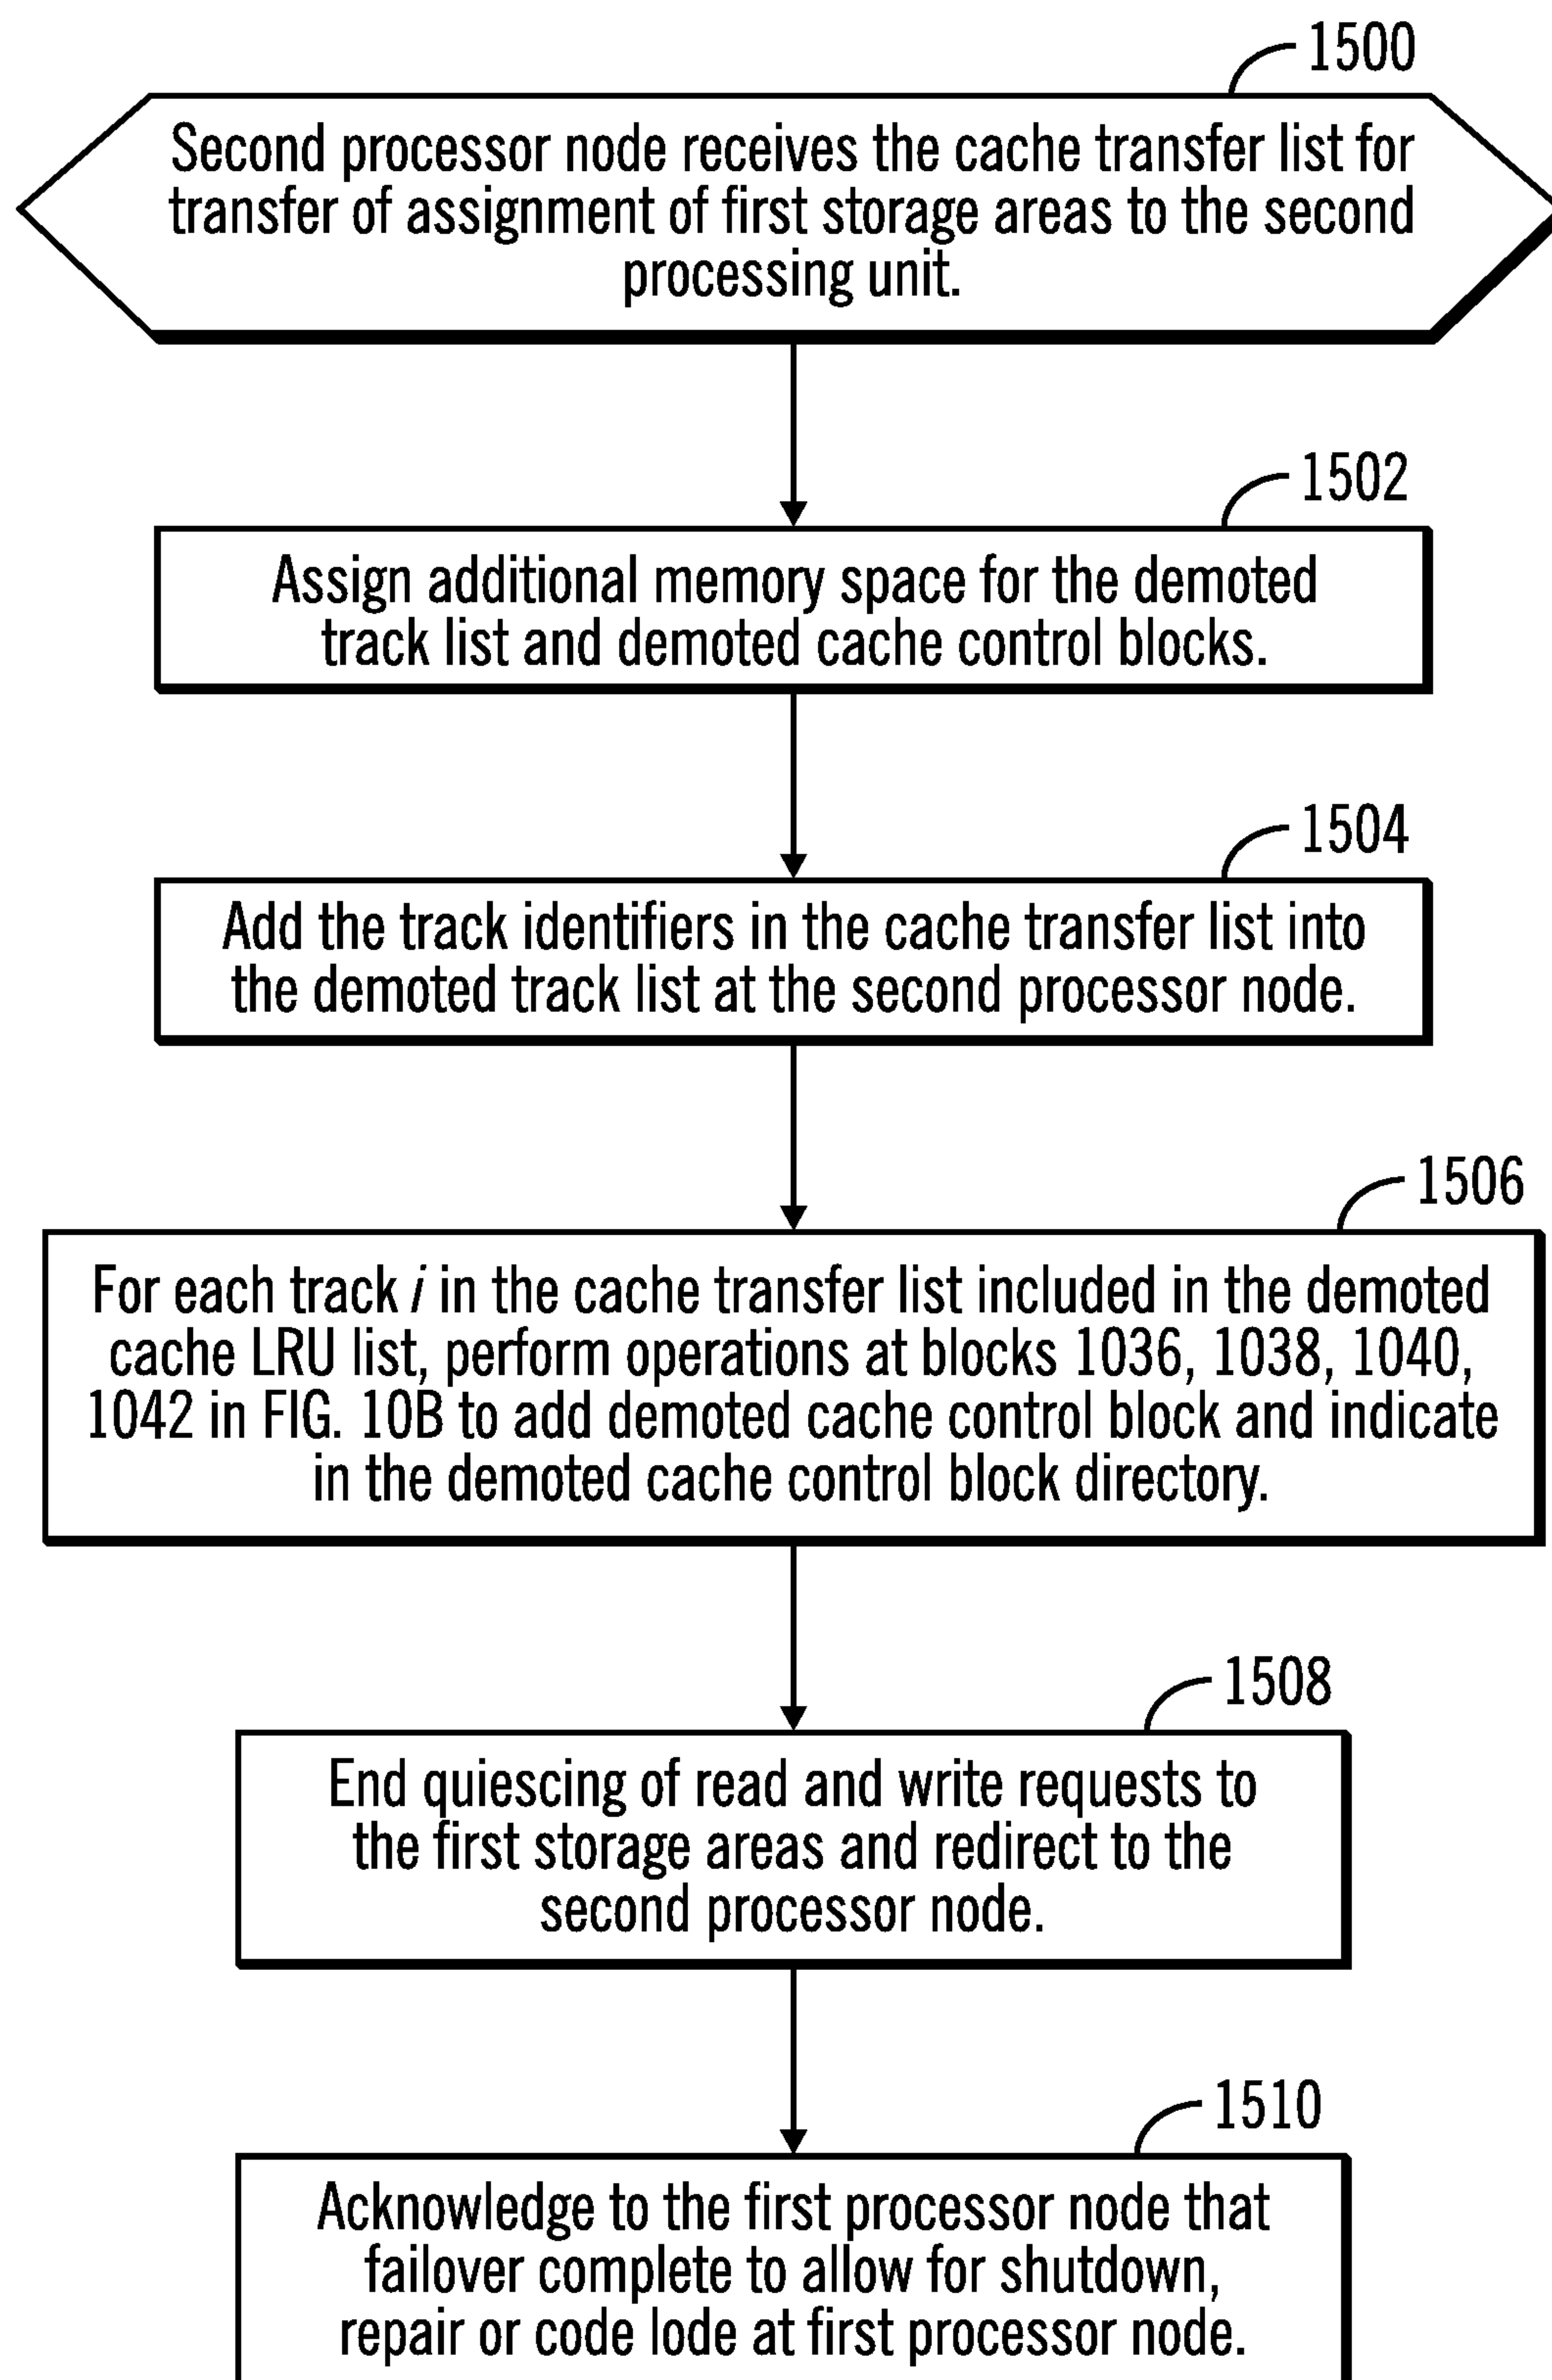 1500
Second processor node receives the cache transfer list for
transfer of assignment of first storage areas to the second
processing unit.
1502
Assign additional memory space for the demoted
track list and demoted cache control blocks.
1504
Add the track identifiers in the cache transfer list into
the demoted track list at the second processor node.
1506
For each track i in the cache transfer list included in the demoted
cache LRU list, perform operations at blocks 1036, 1038, 1040,
1042 in FIG. 10B to add demoted cache control block and indicate
in the demoted cache control block directory.
1508
End quiescing of read and write requests to
the first storage areas and redirect to the
second processor node.
1510
Acknowledge to the first processor node that
failover complete to allow for shutdown,
repair or code lode at first processor node.